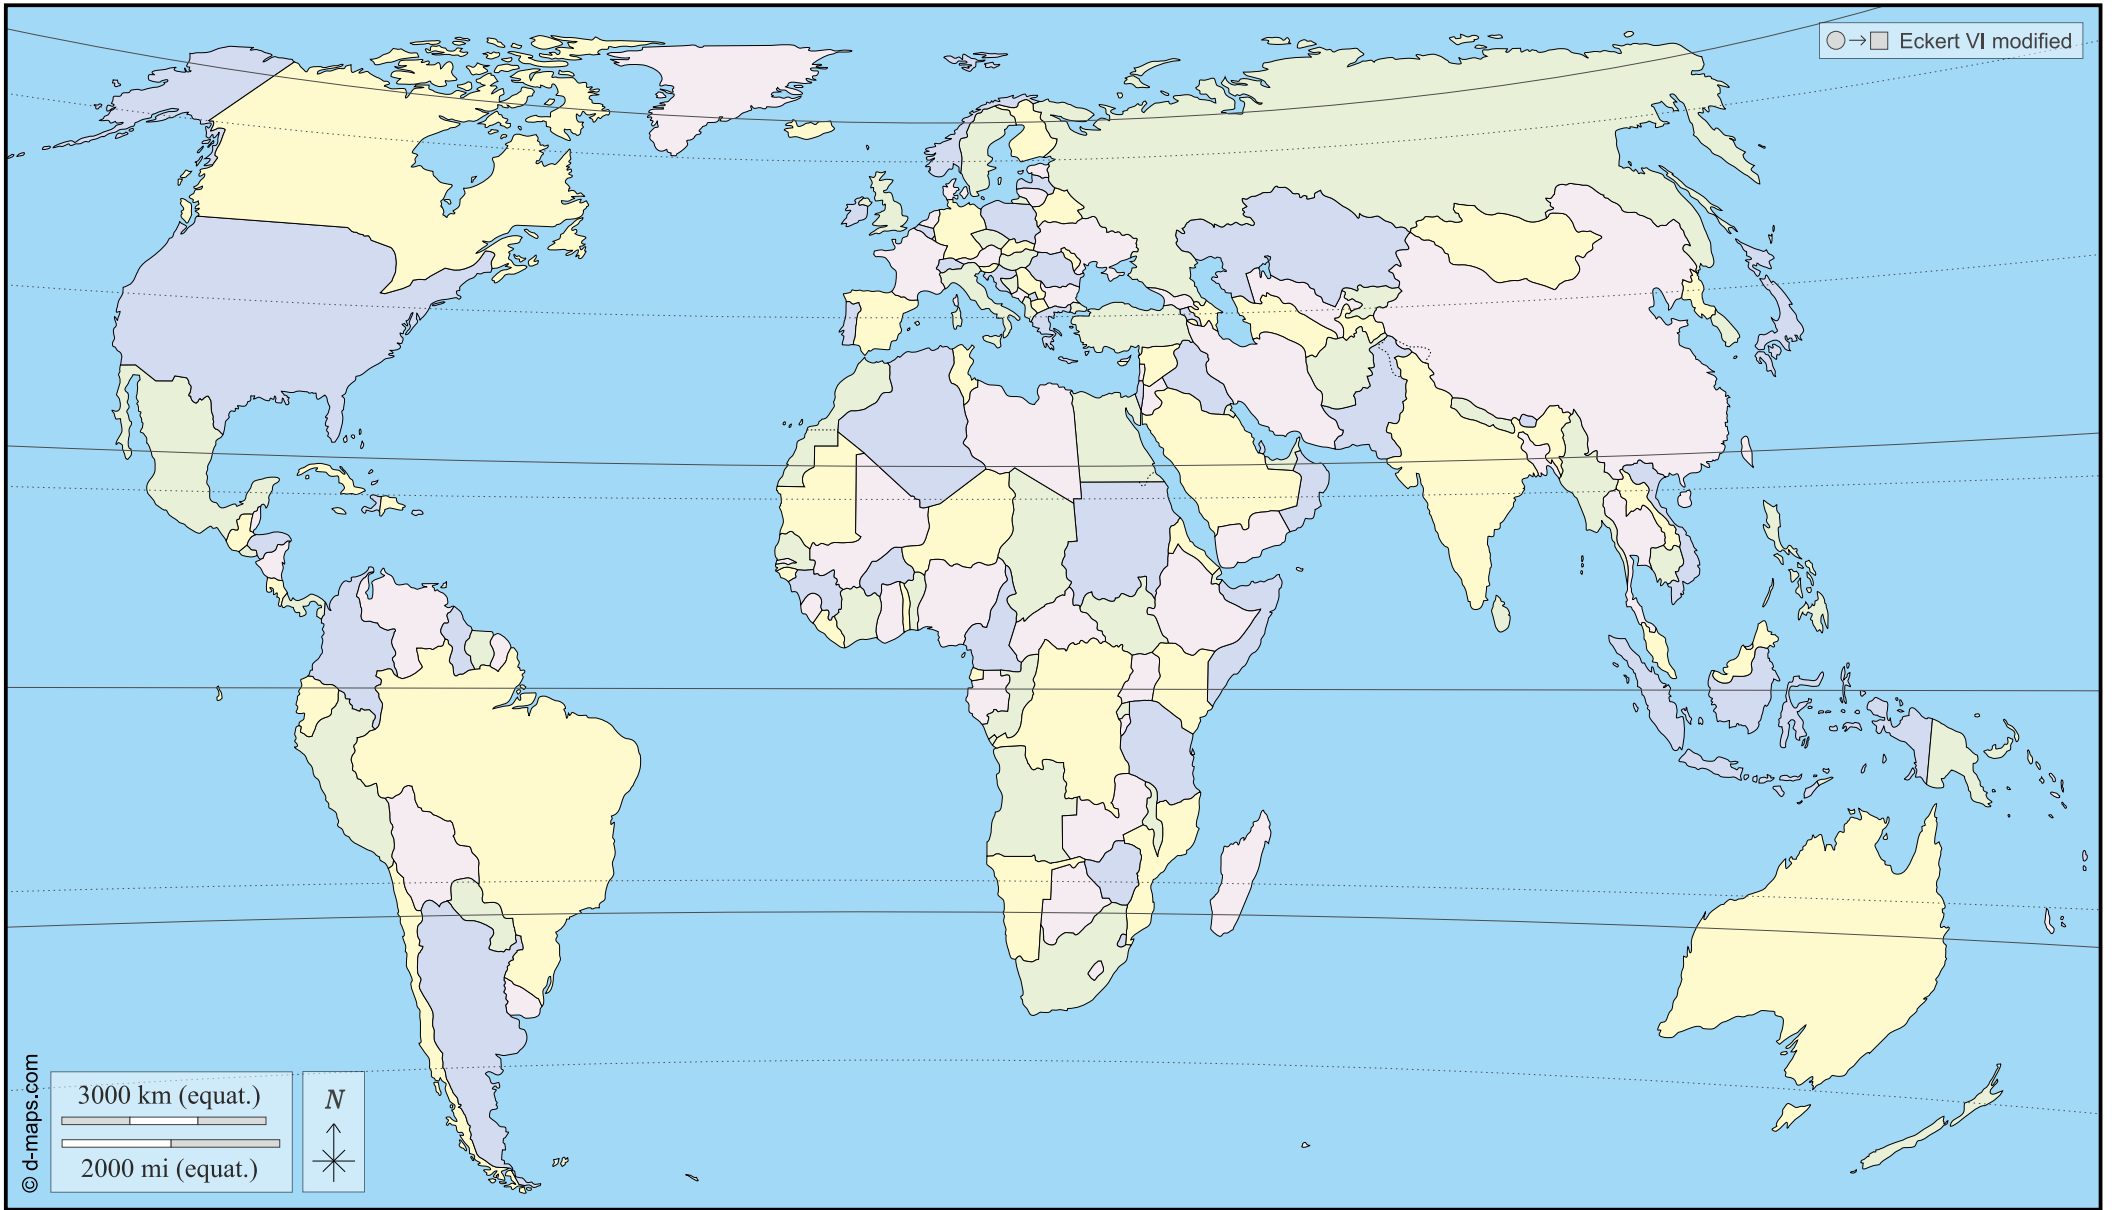 ○→□ Eckert VI modified
© d-maps.com
3000 km (equat.)
2000 mi (equat.)
N